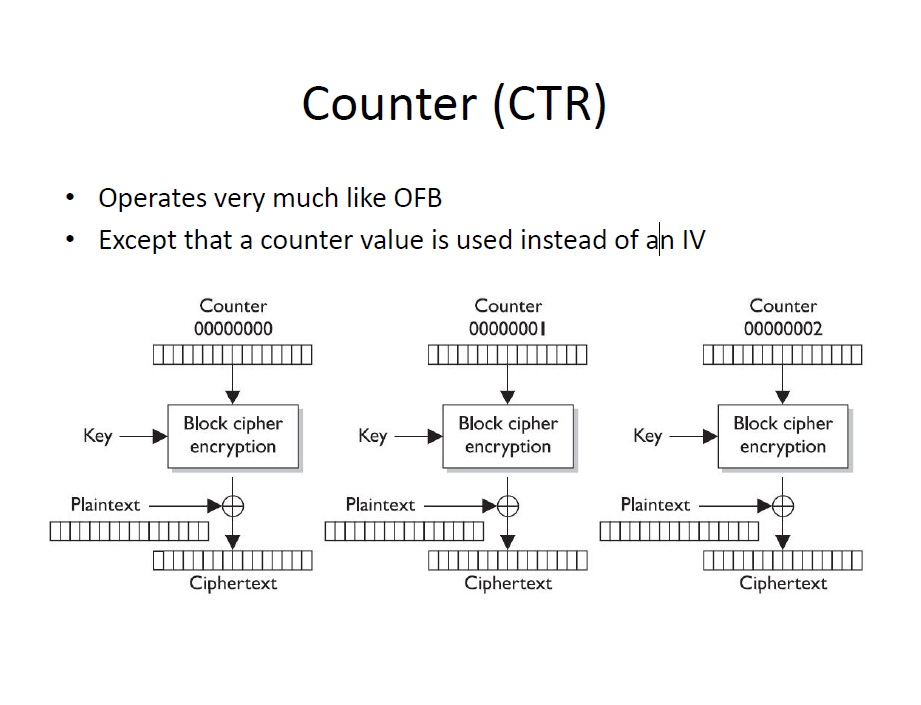 Counter (CTR)
• Operates very much like OFB
• Except that a counter value is used instead of an IV
Counter
00000000
Counter
00000001
Counter
00000002
Key
Block cipher
encryption
Key
Block cipher
encryption
Key
Block cipher
encryption
Plaintext
Plaintext
Plaintext
Ciphertext
Ciphertext
Ciphertext